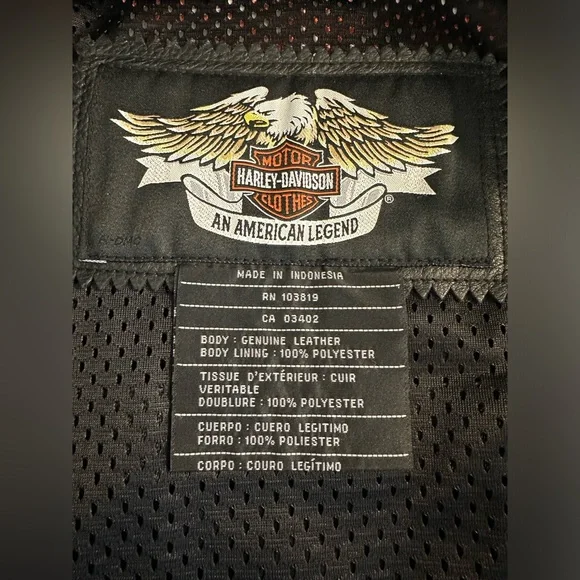 MOTOR
HARLEY-DAVIDSON
CLOTHES
®
AN AMERICAN LEGEND
MADE IN INDONESIA
RN 103819
CA 03402
BODY : GENUINE LEATHER
BODY LINING : 100% POLYESTER
TISSUE D'EXTÉRIEUR : CUIR
VERITABLE
DOUBLURE : 100% POLYESTER
CUERPO : CUERO LEGITIMO
FORRO : 100% POLIESTER
CORPO : COURO LEGÍTIMO